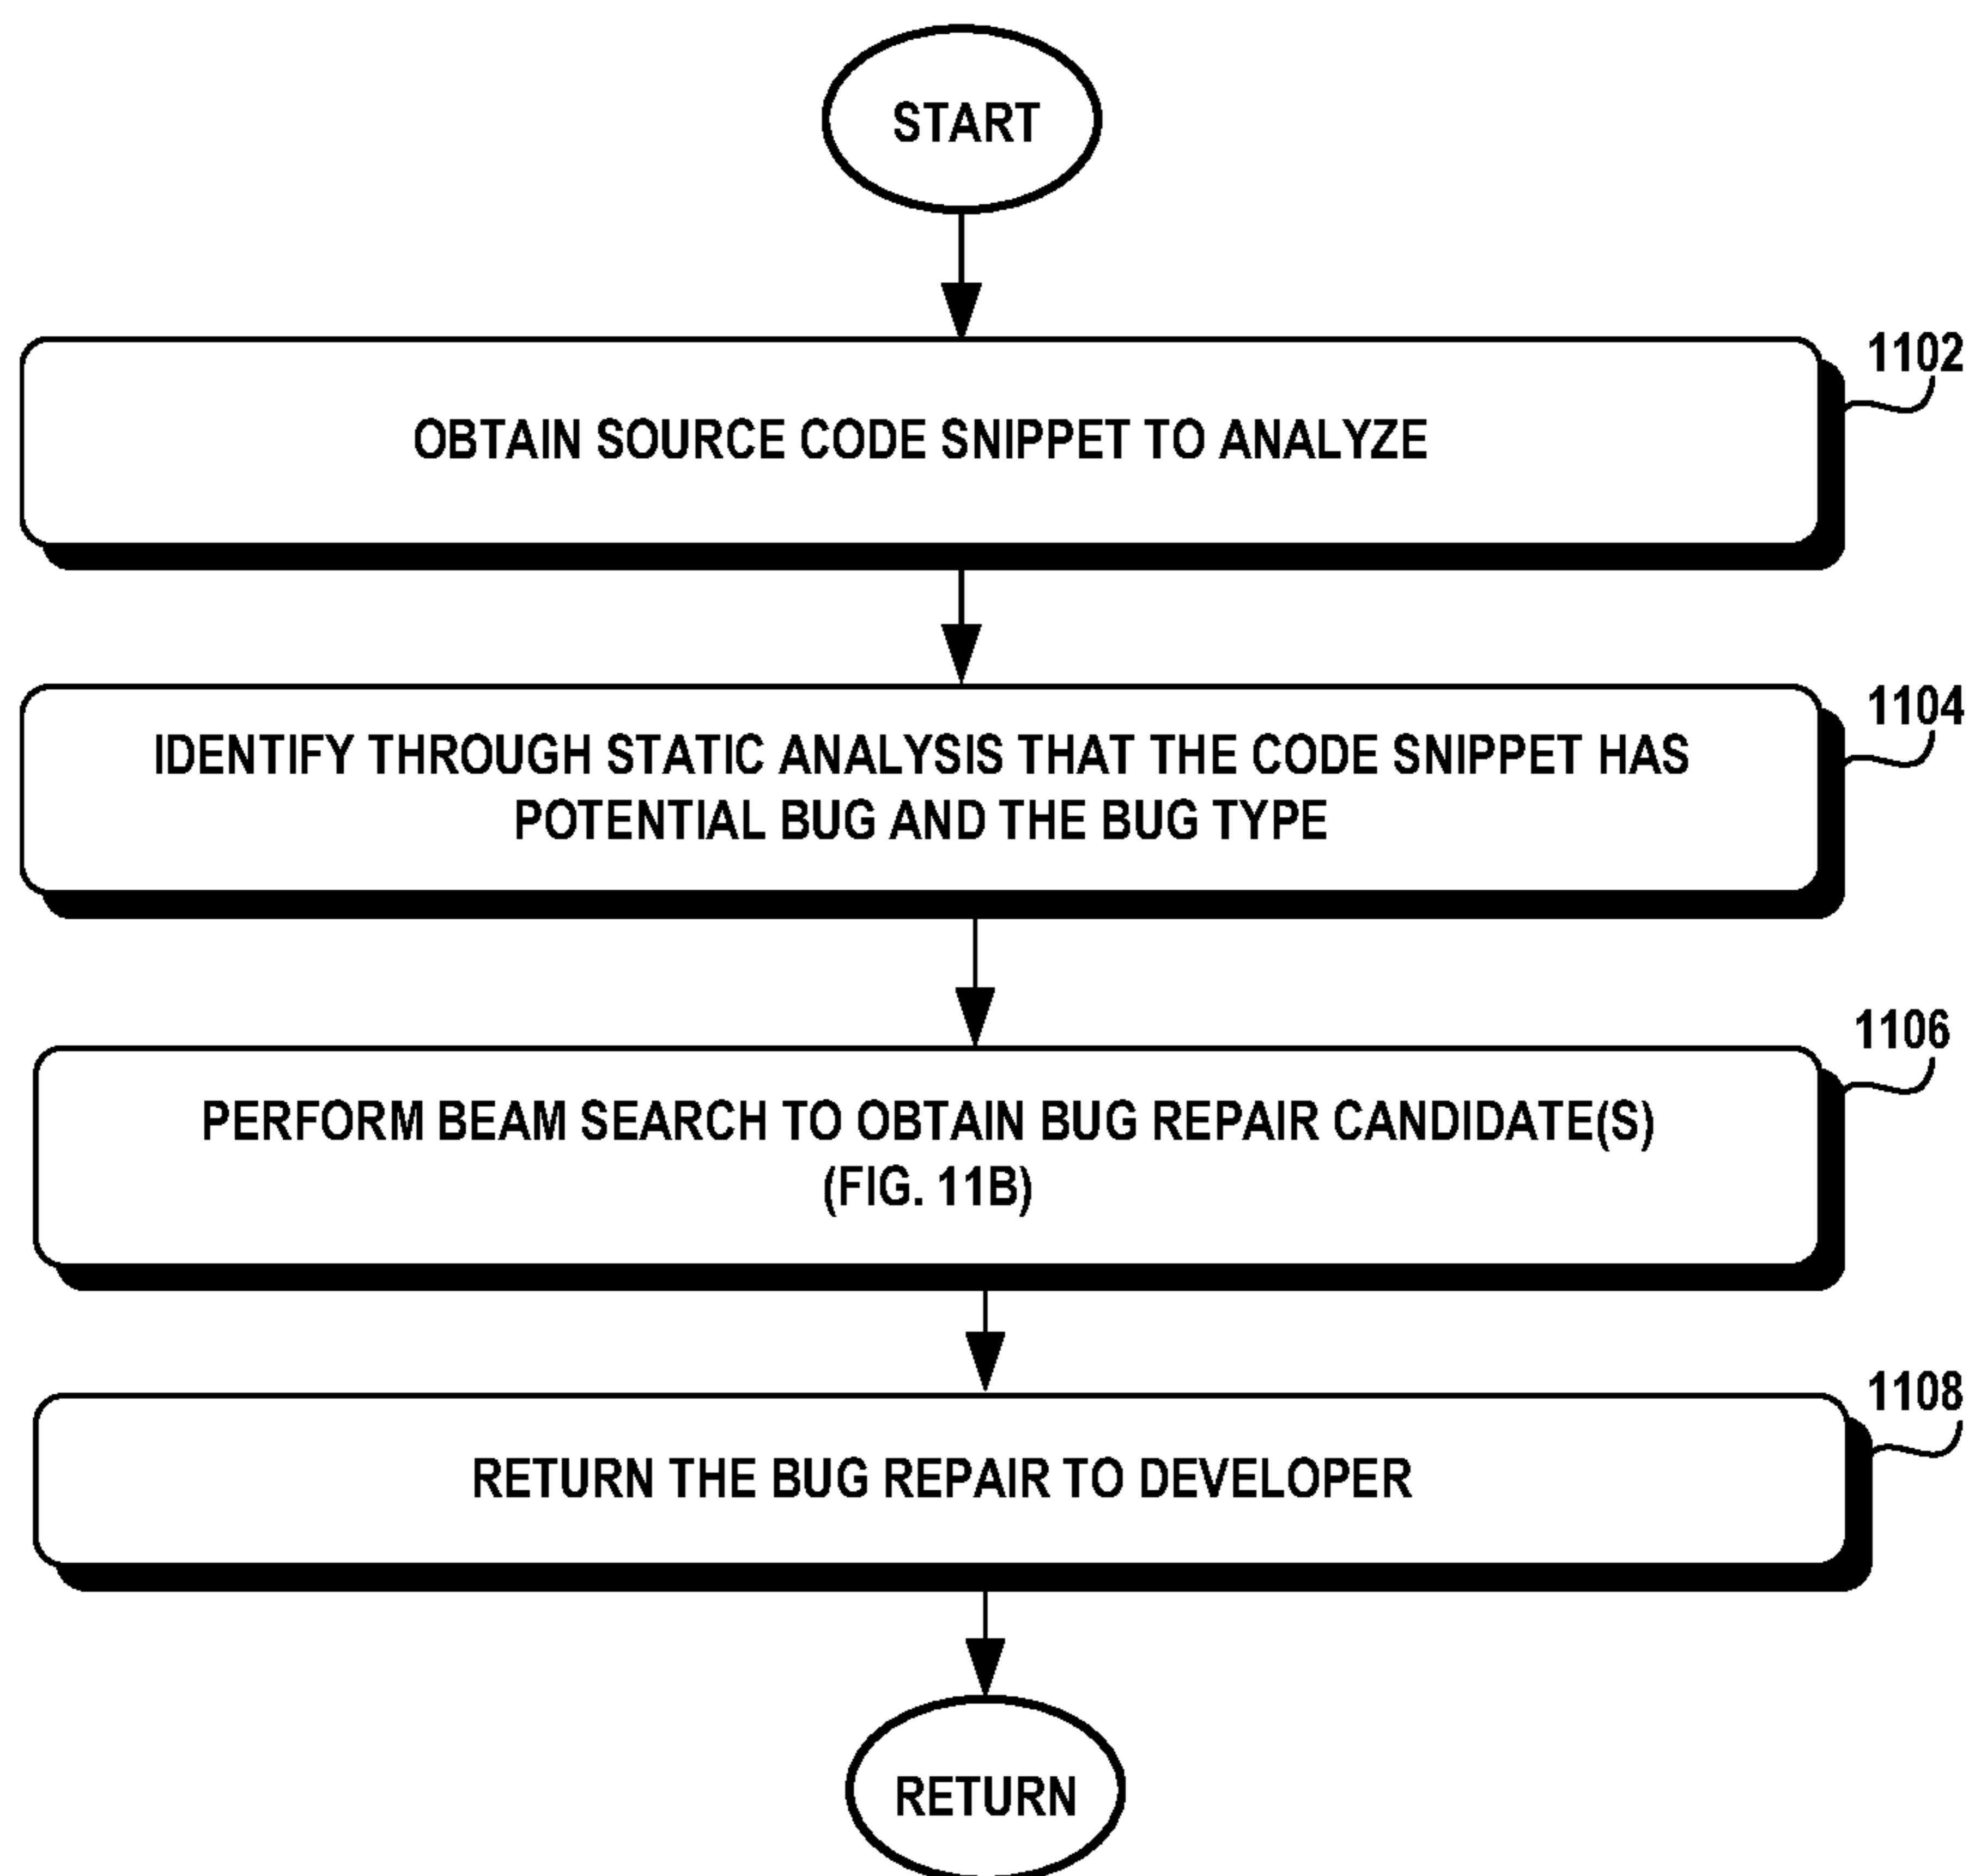 START
1102
OBTAIN SOURCE CODE SNIPPET TO ANALYZE
1104
IDENTIFY THROUGH STATIC ANALYSIS THAT THE CODE SNIPPET HAS
POTENTIAL BUG AND THE BUG TYPE
1106
PERFORM BEAM SEARCH TO OBTAIN BUG REPAIR CANDIDATE(S)
(FIG. 11B)
1108
RETURN THE BUG REPAIR TO DEVELOPER
RETURN